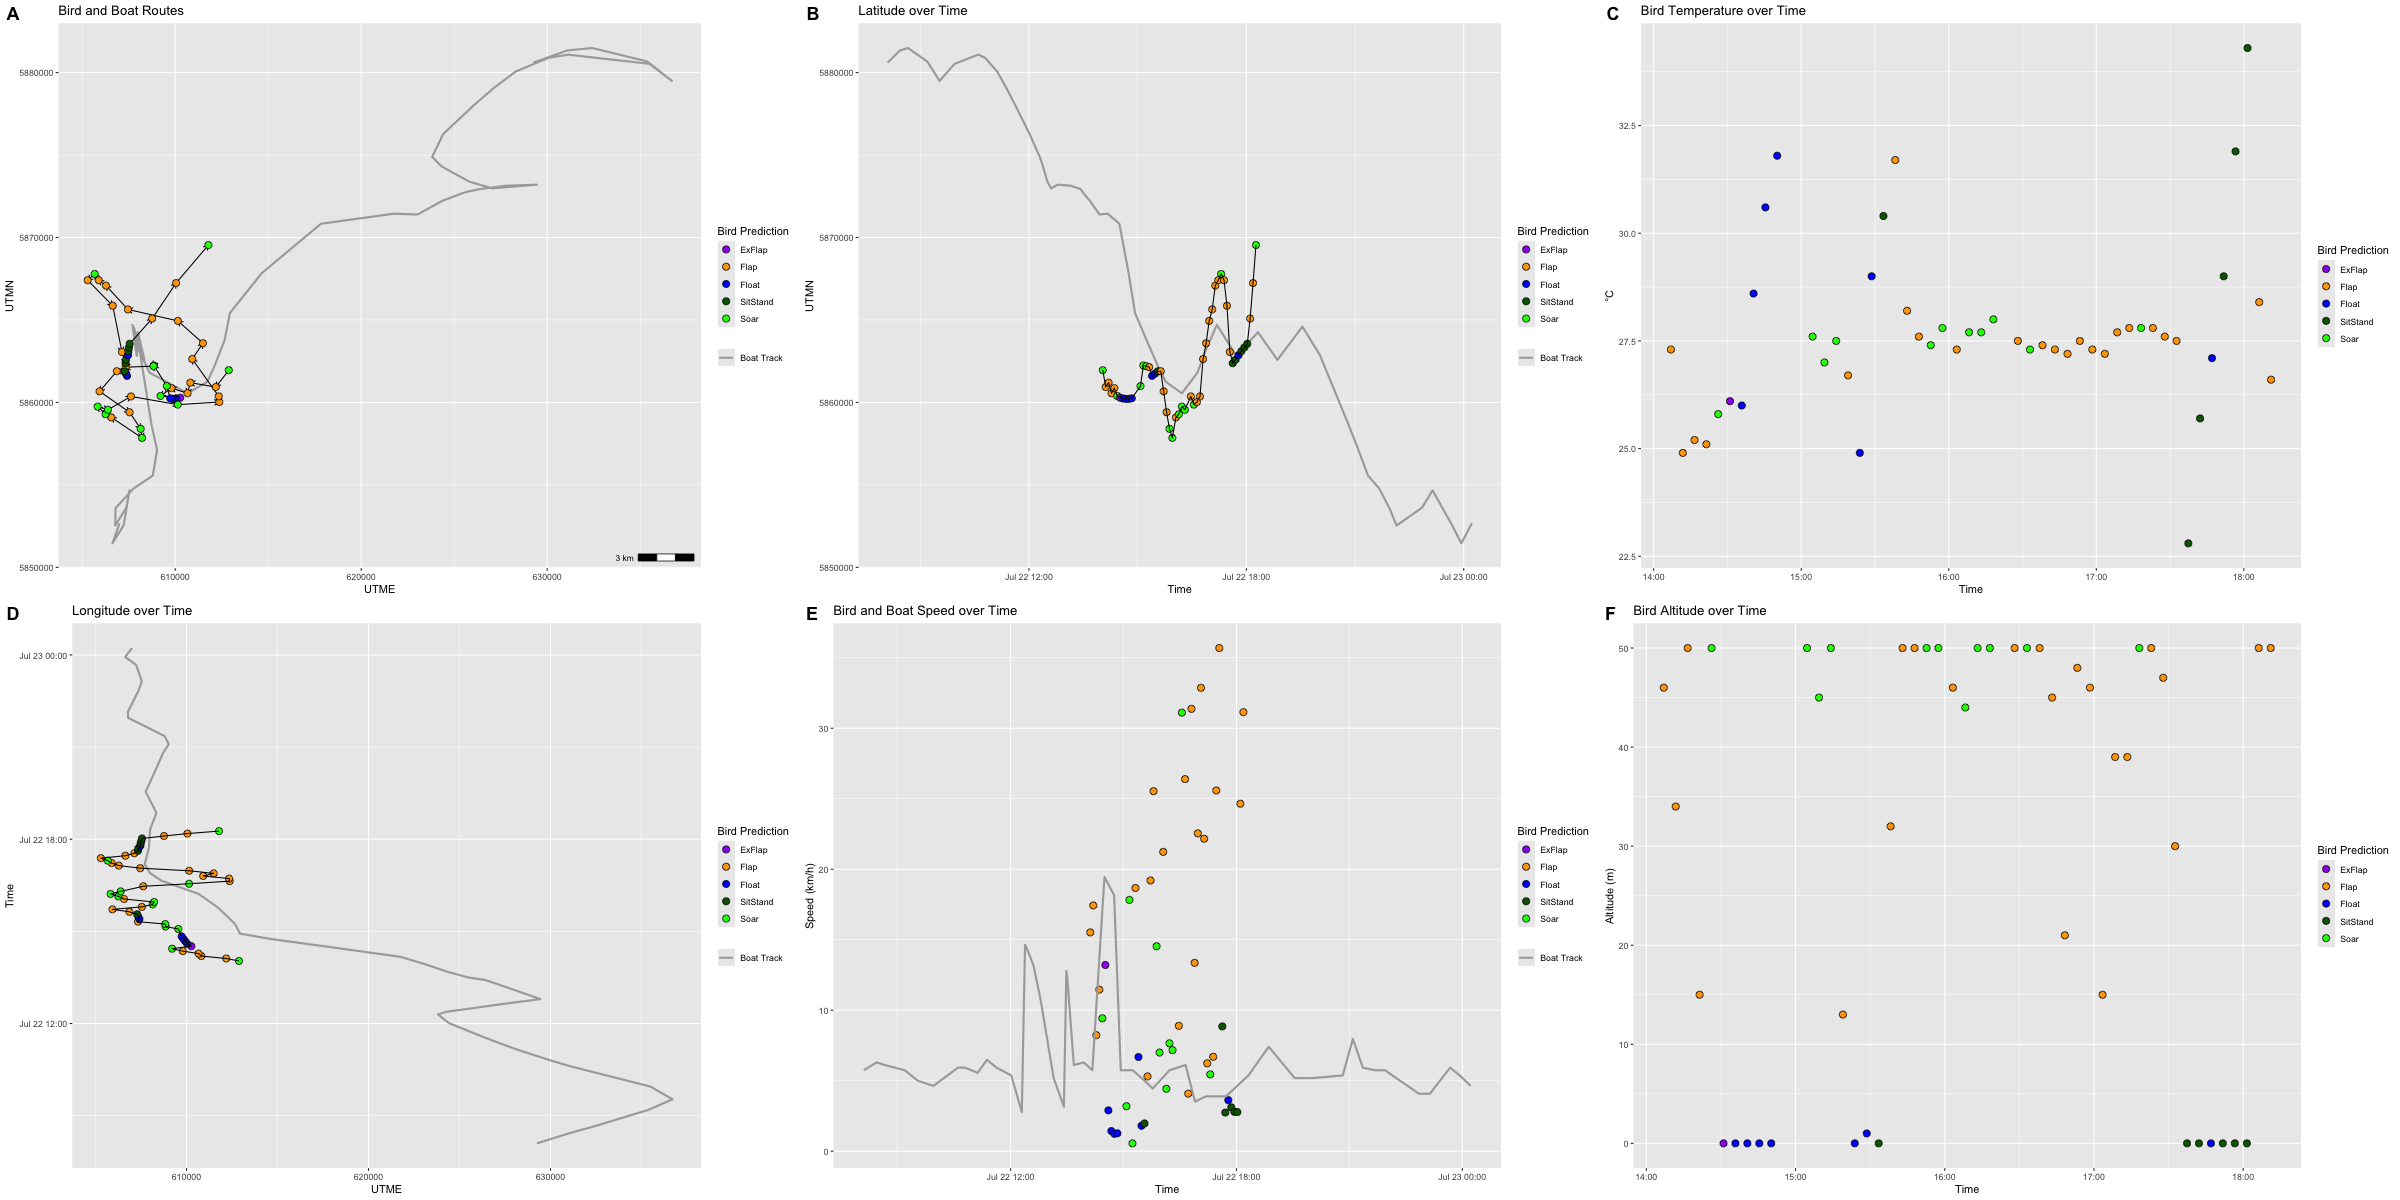 A
Bird and Boat Routes
5880000
5870000
5860000
5850000
UTMN
610000
620000
630000
UTME
3 km
Bird Prediction
ExFlap
Flap
Float
SitStand
Soar
Boat Track
B
Latitude over Time
5880000
5870000
5860000
5850000
UTMN
Jul 22 12:00
Jul 22 18:00
Jul 23 00:00
Time
Bird Prediction
ExFlap
Flap
Float
SitStand
Soar
Boat Track
C
Bird Temperature over Time
32.5
30.0
27.5
25.0
22.5
°C
14:00
15:00
16:00
17:00
18:00
Time
Bird Prediction
ExFlap
Flap
Float
SitStand
Soar
D
Longitude over Time
Jul 23 00:00
Jul 22 18:00
Jul 22 12:00
Time
610000
620000
630000
UTME
Bird Prediction
ExFlap
Flap
Float
SitStand
Soar
Boat Track
E
Bird and Boat Speed over Time
30
20
10
0
Speed (km/h)
Jul 22 12:00
Jul 22 18:00
Jul 23 00:00
Time
Bird Prediction
ExFlap
Flap
Float
SitStand
Soar
Boat Track
F
Bird Altitude over Time
50
40
30
20
10
0
Altitude (m)
14:00
15:00
16:00
17:00
18:00
Time
Bird Prediction
ExFlap
Flap
Float
SitStand
Soar